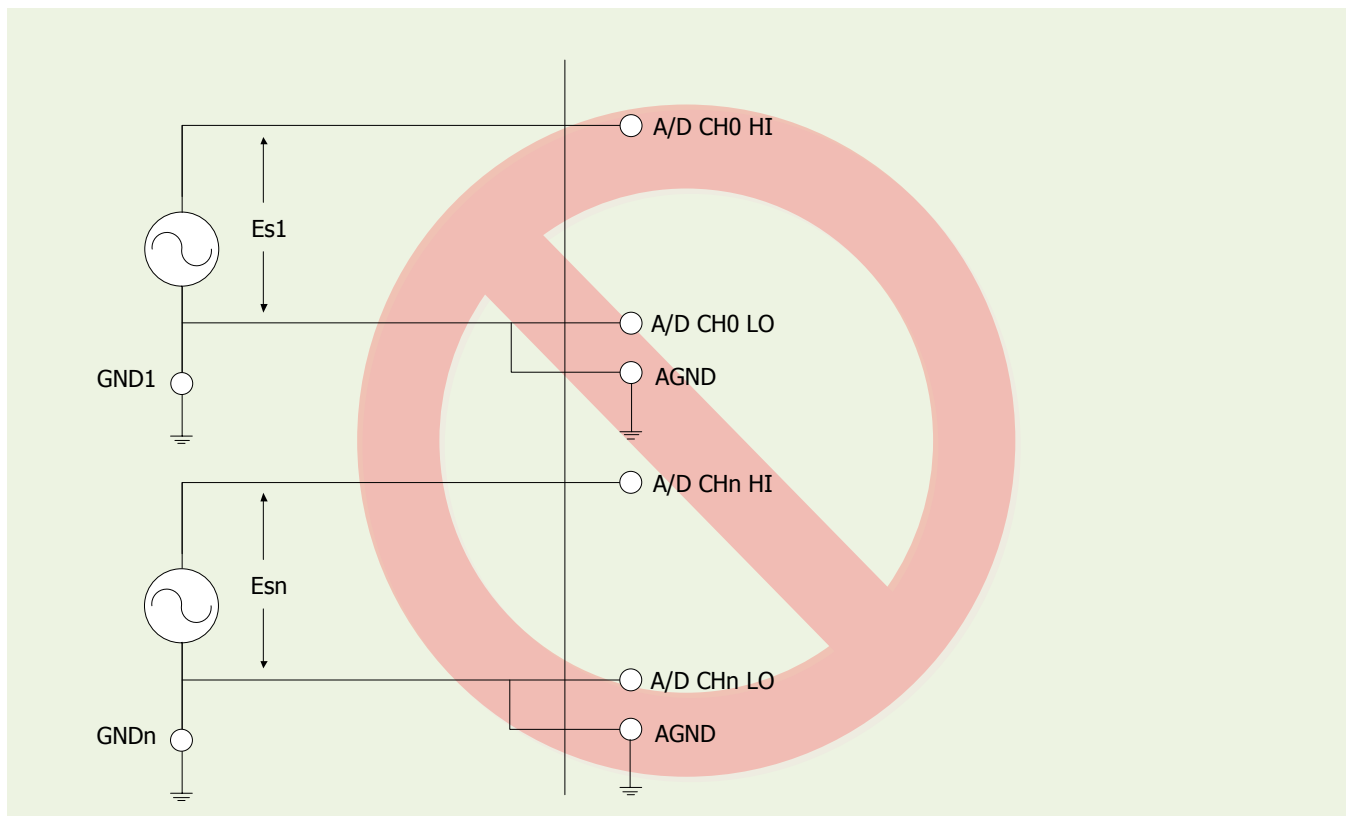 A/D CH0 HI
Es1
A/D CH0 LO
GND1
AGND
A/D CHn HI
Esn
A/D CHn LO
GNDn
AGND